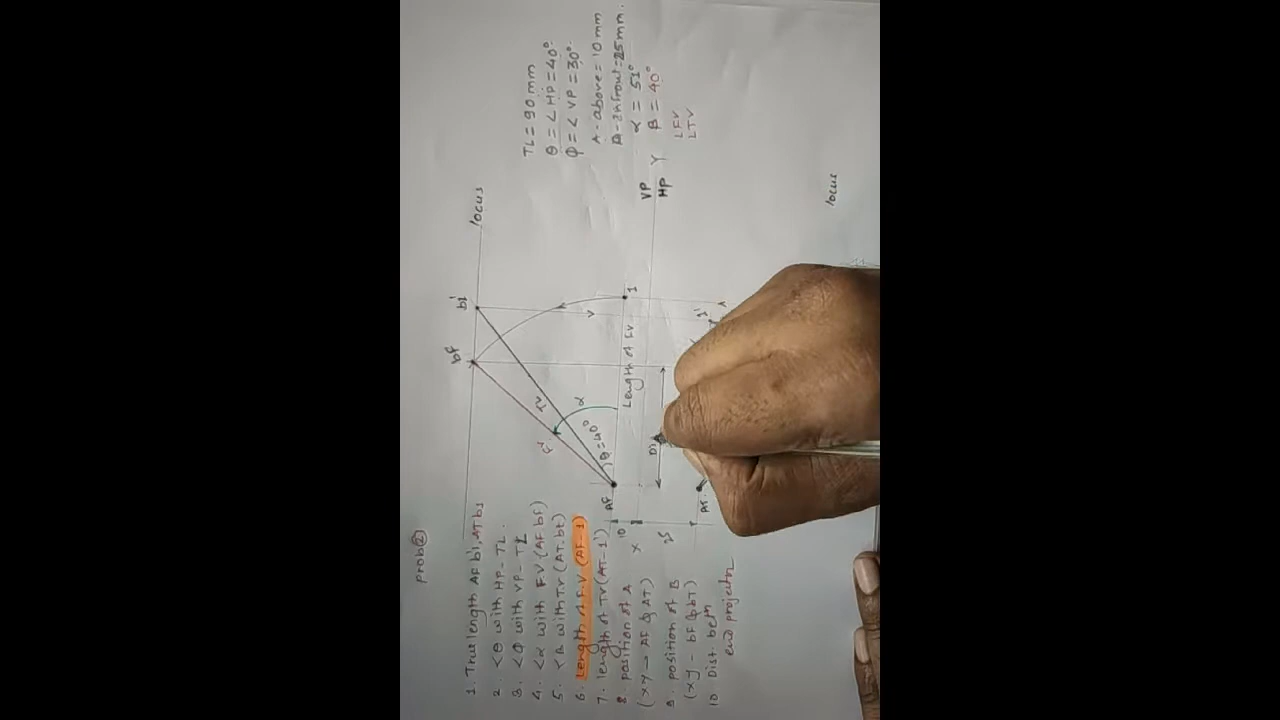 prob②
1. True length AF b1', AT b1
2. <θ with HP - TL.
3. <Φ with VP - TL
4. <α with FV (AF bF)
5. <β with T.V (AT. bt)
6. Length of F.V (AF - 1)
7. length of TV (AT - 1')
8 position of A
(xy - AF & AT)
9 position of B
(xy - bF & bT)
10 Dist. betn
end projector
TL = 90 mm
θ = < HP = 40°
Φ = < VP = 30°
A - above = 10 mm
A - Infront = 25 mm.
α = 51°
β = 40°
LFV
LTV
locus
b1'
bF
TL
α
θ = 40°
AF
Length of FV
1
10
X
VP
HP
Y
25
AT.
1'
locus